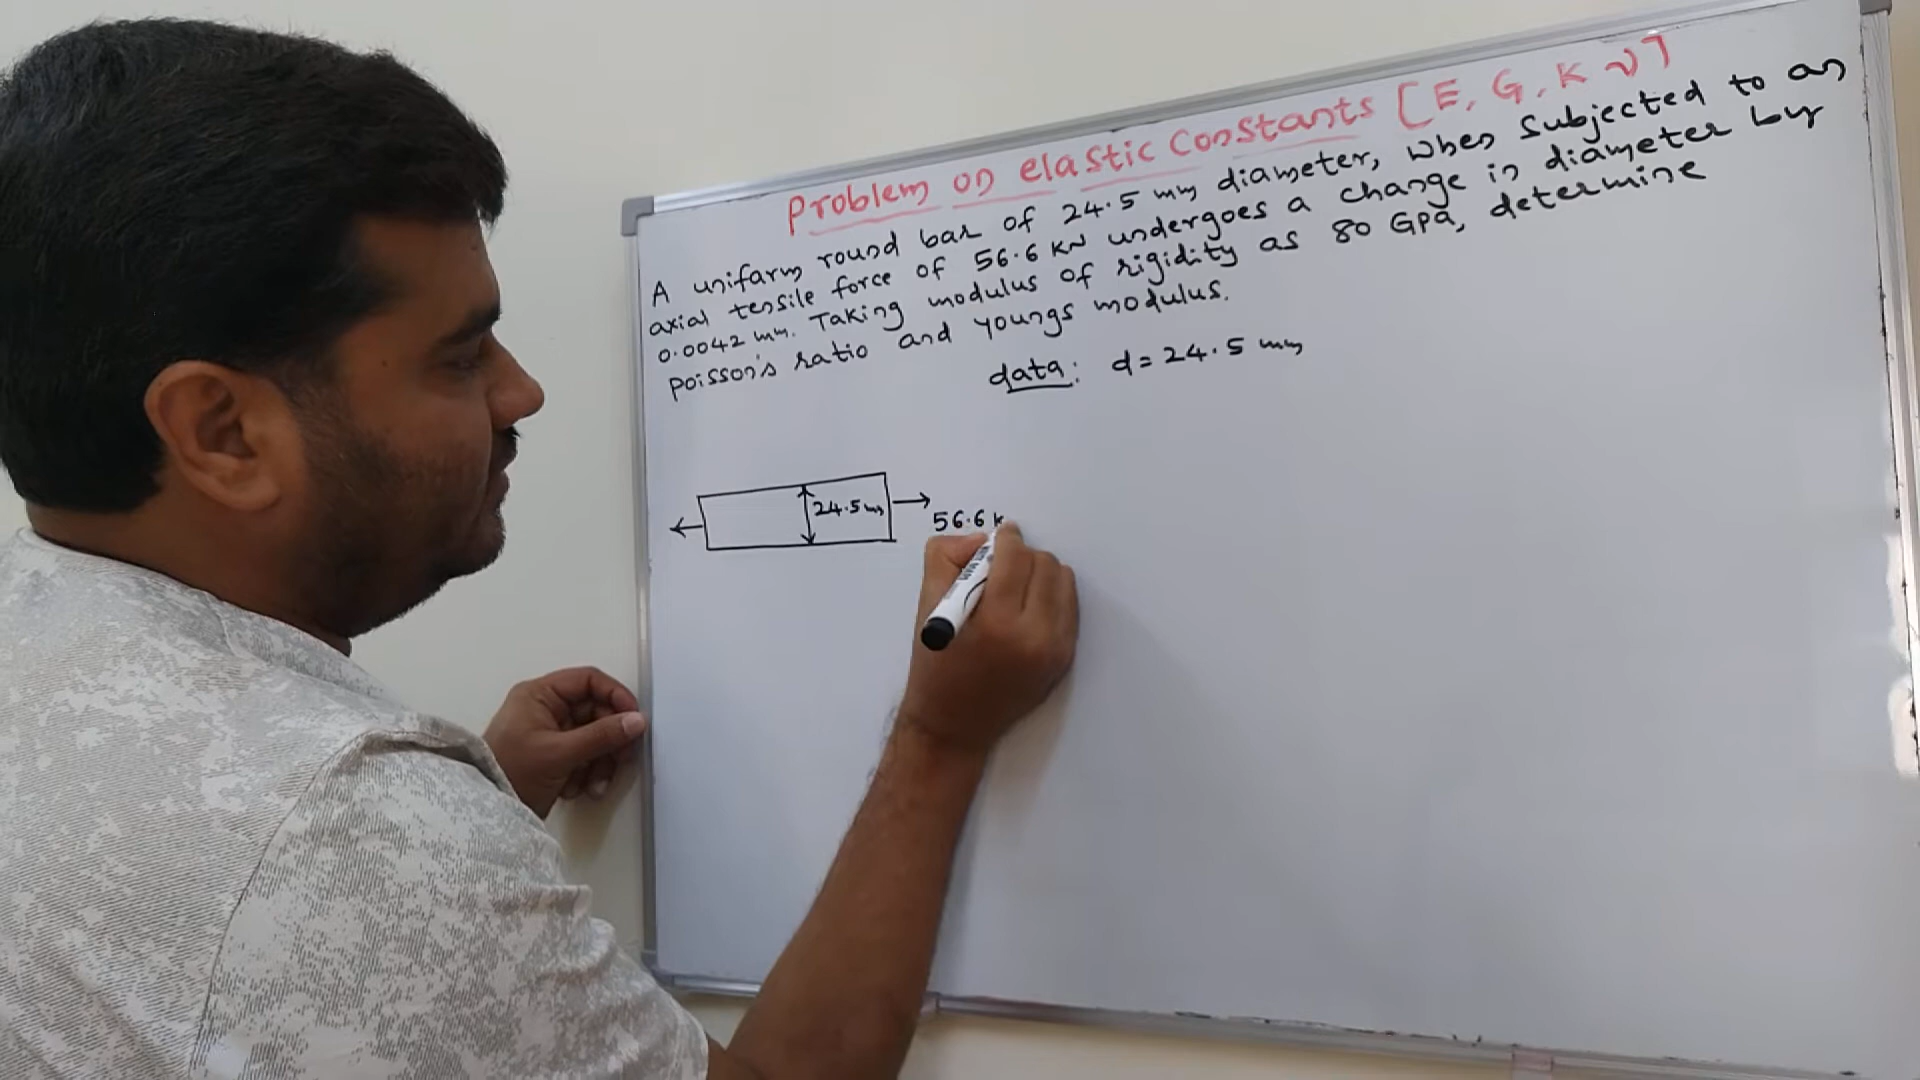 Problem on elastic constants [E, G, K ν]
A unifarm round bar of 24.5 mm diameter, when subjected to an
axial tensile force of 56.6 KN undergoes a change in diameter by
0.0042 mm. Taking modulus of rigidity as 80 GPa, determine
poisson's ratio and youngs modulus.
data: d = 24.5 mm
24.5 mm
56.6 K